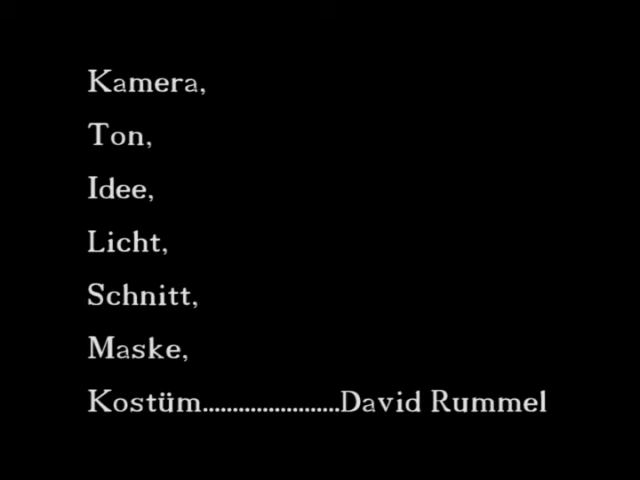 Kamera,
Ton,
Idee,
Licht,
Schnitt,
Maske,
Kostüm.......................David Rummel